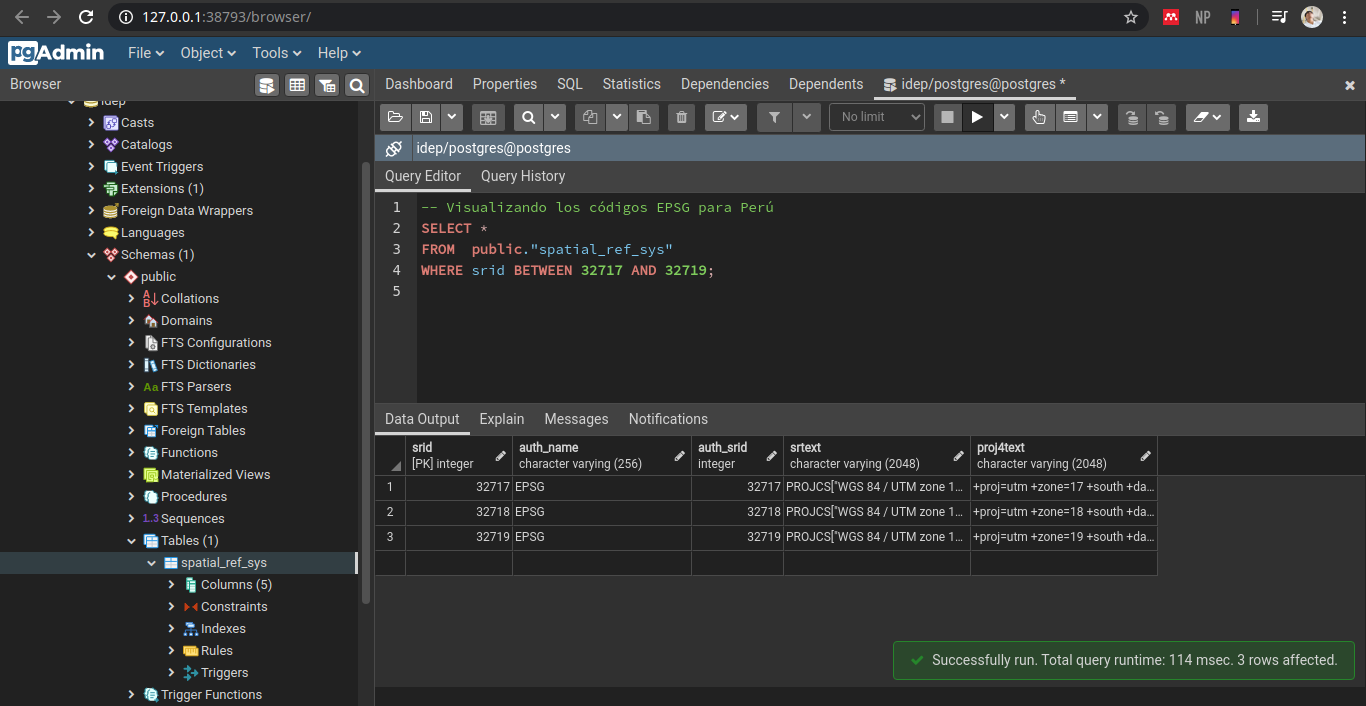 127.0.0.1:38793/browser/
NP
pgAdmin File Object Tools Help
Browser
Dashboard Properties SQL Statistics Dependencies Dependents idep/postgres@postgres *
No limit
idep/postgres@postgres
Query Editor Query History
idep
Casts
Catalogs
Event Triggers
Extensions (1)
Foreign Data Wrappers
Languages
Schemas (1)
public
Collations
Domains
FTS Configurations
FTS Dictionaries
Aa FTS Parsers
FTS Templates
Foreign Tables
Functions
Materialized Views
Procedures
1..3 Sequences
Tables (1)
spatial_ref_sys
Columns (5)
Constraints
Indexes
Rules
Triggers
Trigger Functions
1 -- Visualizando los códigos EPSG para Perú
2 SELECT *
3 FROM public."spatial_ref_sys"
4 WHERE srid BETWEEN 32717 AND 32719;
5
Data Output Explain Messages Notifications
srid auth_name auth_srid srtext proj4text
[PK] integer character varying (256) integer character varying (2048) character varying (2048)
1 32717 EPSG 32717 PROJCS["WGS 84 / UTM zone 1... +proj=utm +zone=17 +south +da...
2 32718 EPSG 32718 PROJCS["WGS 84 / UTM zone 1... +proj=utm +zone=18 +south +da...
3 32719 EPSG 32719 PROJCS["WGS 84 / UTM zone 1... +proj=utm +zone=19 +south +da...
Successfully run. Total query runtime: 114 msec. 3 rows affected.